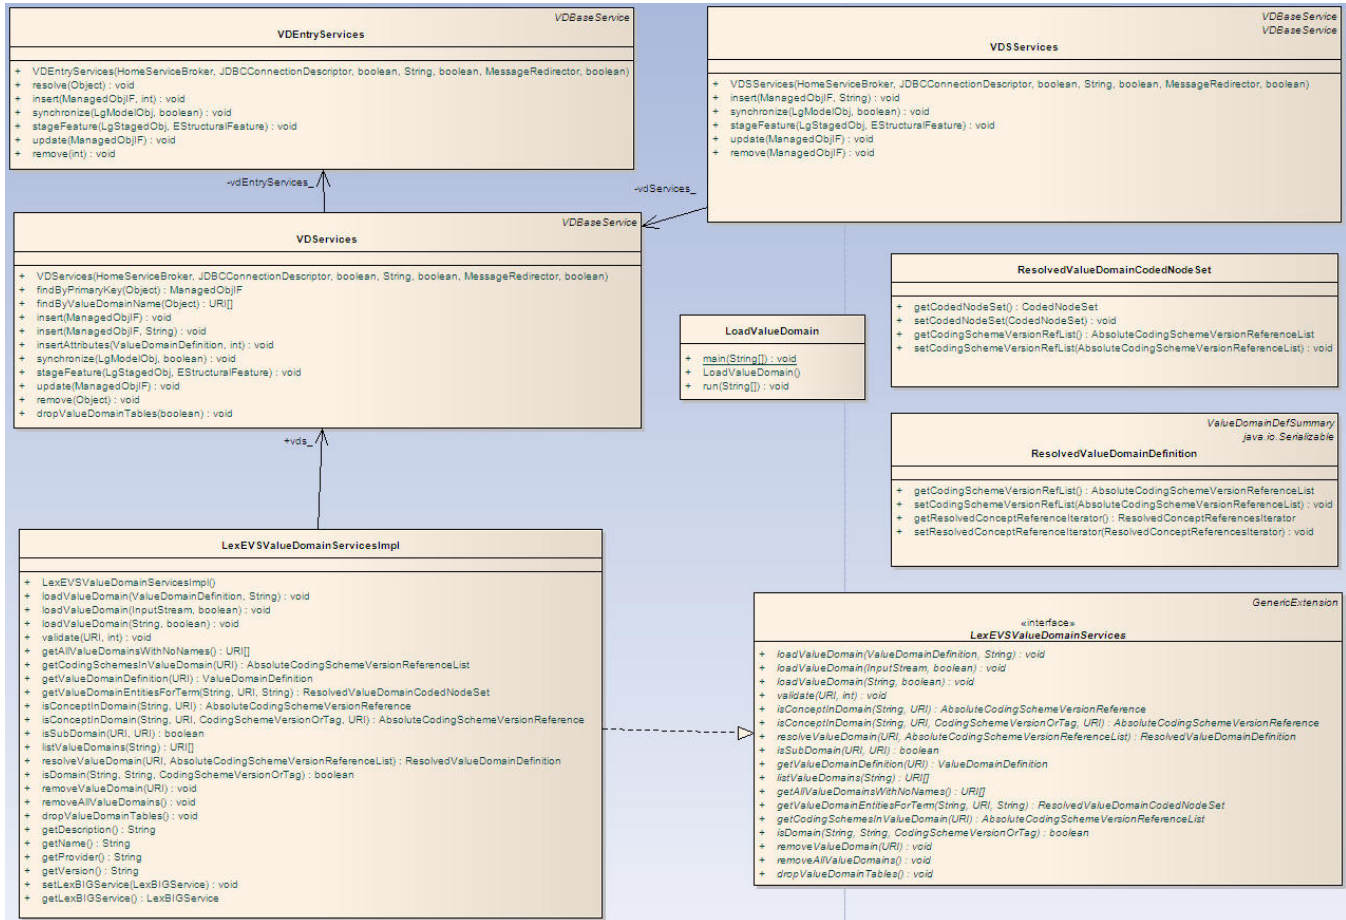 VDBaseService
VDEntryServices
+ VDEntryServices(HomeServiceBroker, JDBCConnectionDescriptor, boolean, String, boolean, MessageRedirector, boolean)
+ resolve(Object) : void
+ insert(ManagedObjIF, int) : void
+ synchronize(LgModelObj, boolean) : void
+ stageFeature(LgStagedObj, EStructuralFeature) : void
+ update(ManagedObjIF) : void
+ remove(int) : void
VDBaseService
VDBaseService
VDSServices
+ VDSServices(HomeServiceBroker, JDBCConnectionDescriptor, boolean, String, boolean, MessageRedirector, boolean)
+ insert(ManagedObjIF, String) : void
+ synchronize(LgModelObj, boolean) : void
+ stageFeature(LgStagedObj, EStructuralFeature) : void
+ update(ManagedObjIF) : void
+ remove(ManagedObjIF) : void
-vdEntryServices_
-vdServices_
VDBaseService
VDServices
+ VDServices(HomeServiceBroker, JDBCConnectionDescriptor, boolean, String, boolean, MessageRedirector, boolean)
+ findByPrimaryKey(Object) : ManagedObjIF
+ findByValueDomainName(Object) : URI[]
+ insert(ManagedObjIF) : void
+ insert(ManagedObjIF, String) : void
+ insertAttributes(ValueDomainDefinition, int) : void
+ synchronize(LgModelObj, boolean) : void
+ stageFeature(LgStagedObj, EStructuralFeature) : void
+ update(ManagedObjIF) : void
+ remove(Object) : void
+ dropValueDomainTables(boolean) : void
LoadValueDomain
+ main(String[]) : void
+ LoadValueDomain()
+ run(String[]) : void
ResolvedValueDomainCodedNodeSet
+ getCodedNodeSet() : CodedNodeSet
+ setCodedNodeSet(CodedNodeSet) : void
+ getCodingSchemeVersionRefList() : AbsoluteCodingSchemeVersionReferenceList
+ setCodingSchemeVersionRefList(AbsoluteCodingSchemeVersionReferenceList) : void
ValueDomainDefSummary
java.io.Serializable
ResolvedValueDomainDefinition
+ getCodingSchemeVersionRefList() : AbsoluteCodingSchemeVersionReferenceList
+ setCodingSchemeVersionRefList(AbsoluteCodingSchemeVersionReferenceList) : void
+ getResolvedConceptReferenceIterator() : ResolvedConceptReferencesIterator
+ setResolvedConceptReferenceIterator(ResolvedConceptReferencesIterator) : void
+vds_
LexEVSValueDomainServicesImpl
+ LexEVSValueDomainServicesImpl()
+ loadValueDomain(ValueDomainDefinition, String) : void
+ loadValueDomain(InputStream, boolean) : void
+ loadValueDomain(String, boolean) : void
+ validate(URI, int) : void
+ getAllValueDomainsWithNoNames() : URI[]
+ getCodingSchemesInValueDomain(URI) : AbsoluteCodingSchemeVersionReferenceList
+ getValueDomainDefinition(URI) : ValueDomainDefinition
+ getValueDomainEntitiesForTerm(String, URI, String) : ResolvedValueDomainCodedNodeSet
+ isConceptInDomain(String, URI) : AbsoluteCodingSchemeVersionReference
+ isConceptInDomain(String, URI, CodingSchemeVersionOrTag, URI) : AbsoluteCodingSchemeVersionReference
+ isSubDomain(URI, URI) : boolean
+ listValueDomains(String) : URI[]
+ resolveValueDomain(URI, AbsoluteCodingSchemeVersionReferenceList) : ResolvedValueDomainDefinition
+ isDomain(String, String, CodingSchemeVersionOrTag) : boolean
+ removeValueDomain(URI) : void
+ removeAllValueDomains() : void
+ dropValueDomainTables() : void
+ getDescription() : String
+ getName() : String
+ getProvider() : String
+ getVersion() : String
+ setLexBIGService(LexBIGService) : void
+ getLexBIGService() : LexBIGService
GenericExtension
«interface»
LexEVSValueDomainServices
+ loadValueDomain(ValueDomainDefinition, String) : void
+ loadValueDomain(InputStream, boolean) : void
+ loadValueDomain(String, boolean) : void
+ validate(URI, int) : void
+ isConceptInDomain(String, URI) : AbsoluteCodingSchemeVersionReference
+ isConceptInDomain(String, URI, CodingSchemeVersionOrTag, URI) : AbsoluteCodingSchemeVersionReference
+ resolveValueDomain(URI, AbsoluteCodingSchemeVersionReferenceList) : ResolvedValueDomainDefinition
+ isSubDomain(URI, URI) : boolean
+ getValueDomainDefinition(URI) : ValueDomainDefinition
+ listValueDomains(String) : URI[]
+ getAllValueDomainsWithNoNames() : URI[]
+ getValueDomainEntitiesForTerm(String, URI, String) : ResolvedValueDomainCodedNodeSet
+ getCodingSchemesInValueDomain(URI) : AbsoluteCodingSchemeVersionReferenceList
+ isDomain(String, String, CodingSchemeVersionOrTag) : boolean
+ removeValueDomain(URI) : void
+ removeAllValueDomains() : void
+ dropValueDomainTables() : void